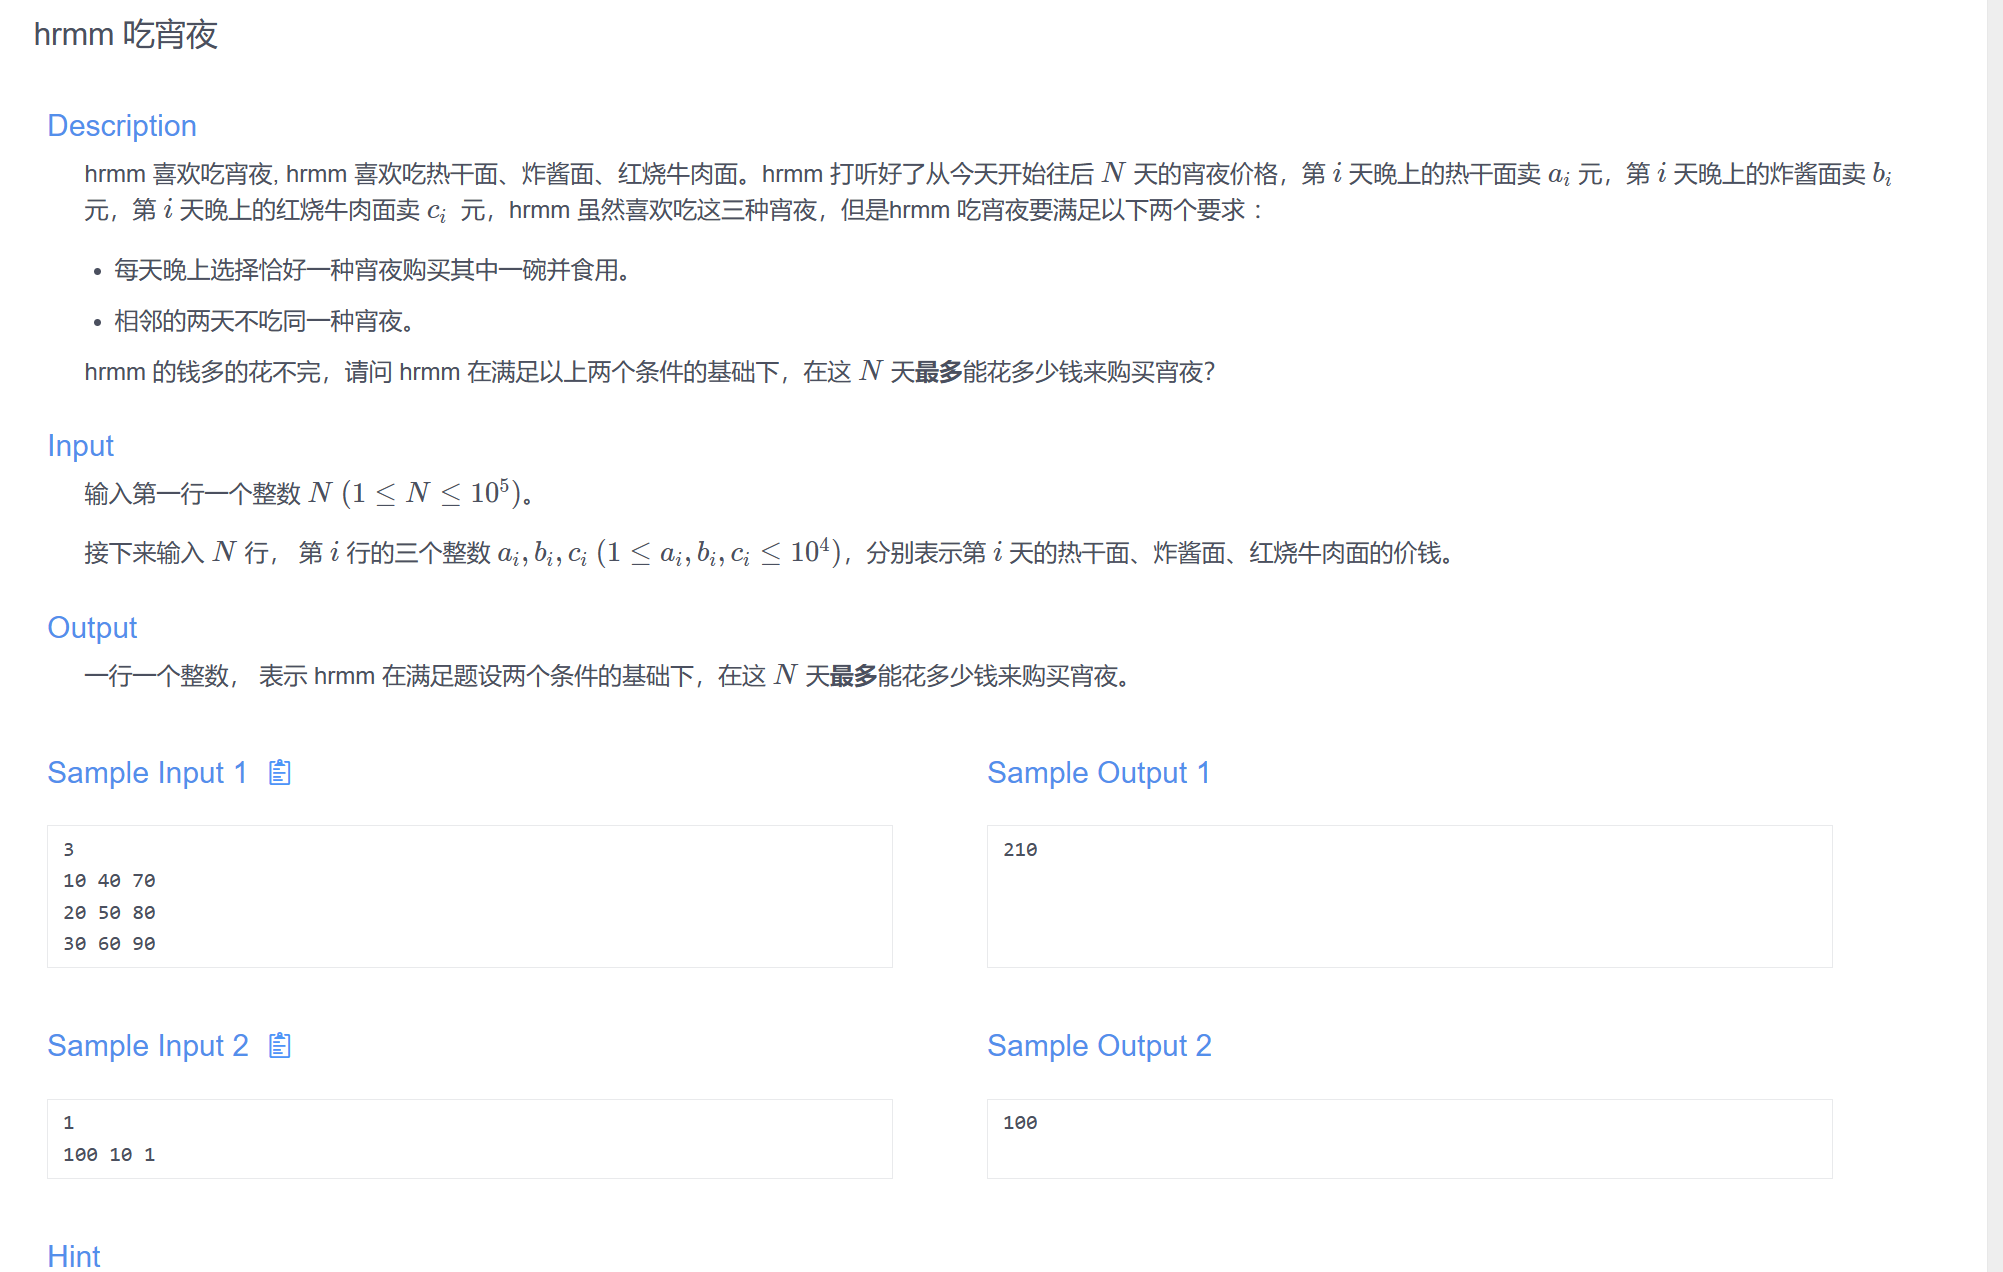 hrmm 吃宵夜
Description
hrmm 喜欢吃宵夜, hrmm 喜欢吃热干面、炸酱面、红烧牛肉面。hrmm 打听好了从今天开始往后 N 天的宵夜价格，第 i 天晚上的热干面卖 a_i 元，第 i 天晚上的炸酱面卖 b_i
元，第 i 天晚上的红烧牛肉面卖 c_i 元，hrmm 虽然喜欢吃这三种宵夜，但是hrmm 吃宵夜要满足以下两个要求：
• 每天晚上选择恰好一种宵夜购买其中一碗并食用。
• 相邻的两天不吃同一种宵夜。
hrmm 的钱多的花不完，请问 hrmm 在满足以上两个条件的基础下，在这 N 天最多能花多少钱来购买宵夜？
Input
输入第一行一个整数 N (1 ≤ N ≤ 10^5)。
接下来输入 N 行， 第 i 行的三个整数 a_i, b_i, c_i (1 ≤ a_i, b_i, c_i ≤ 10^4)，分别表示第 i 天的热干面、炸酱面、红烧牛肉面的价钱。
Output
一行一个整数， 表示 hrmm 在满足题设两个条件的基础下，在这 N 天最多能花多少钱来购买宵夜。
Sample Input 1
3
10 40 70
20 50 80
30 60 90
Sample Output 1
210
Sample Input 2
1
100 10 1
Sample Output 2
100
Hint